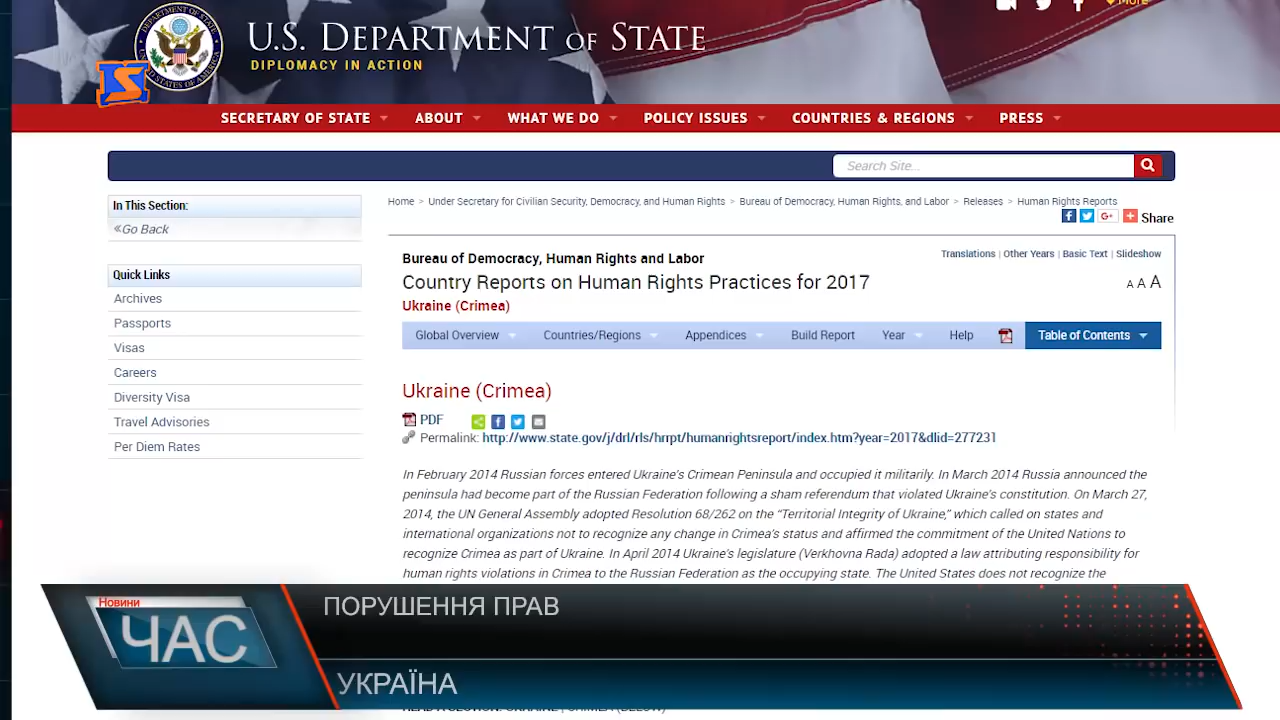 More
U.S. DEPARTMENT OF STATE
DIPLOMACY IN ACTION
SECRETARY OF STATE ABOUT WHAT WE DO POLICY ISSUES COUNTRIES & REGIONS PRESS
Search Site...
In This Section:
«Go Back
Quick Links
Archives
Passports
Visas
Careers
Diversity Visa
Travel Advisories
Per Diem Rates
Home > Under Secretary for Civilian Security, Democracy, and Human Rights > Bureau of Democracy, Human Rights, and Labor > Releases > Human Rights Reports
Share
Translations | Other Years | Basic Text | Slideshow
Bureau of Democracy, Human Rights and Labor
Country Reports on Human Rights Practices for 2017
A A A
Ukraine (Crimea)
Global Overview Countries/Regions Appendices Build Report Year Help Table of Contents
Ukraine (Crimea)
PDF
Permalink: http://www.state.gov/j/drl/rls/hrrpt/humanrightsreport/index.htm?year=2017&dlid=277231
In February 2014 Russian forces entered Ukraine's Crimean Peninsula and occupied it militarily. In March 2014 Russia announced the
peninsula had become part of the Russian Federation following a sham referendum that violated Ukraine's constitution. On March 27,
2014, the UN General Assembly adopted Resolution 68/262 on the “Territorial Integrity of Ukraine,” which called on states and
international organizations not to recognize any change in Crimea's status and affirmed the commitment of the United Nations to
recognize Crimea as part of Ukraine. In April 2014 Ukraine's legislature (Verkhovna Rada) adopted a law attributing responsibility for
human rights violations in Crimea to the Russian Federation as the occupying state. The United States does not recognize the
Новини
ЧАС
ПОРУШЕННЯ ПРАВ
УКРАЇНА